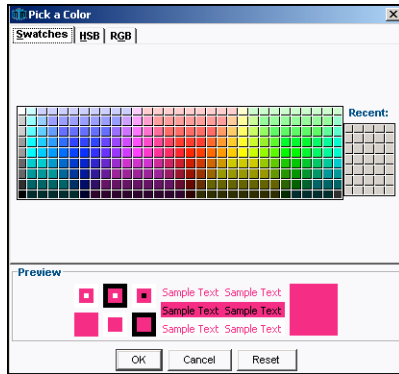 Pick a Color
Swatches HSB RGB
Recent:
Preview
Sample Text Sample Text
Sample Text Sample Text
Sample Text Sample Text
OK Cancel Reset